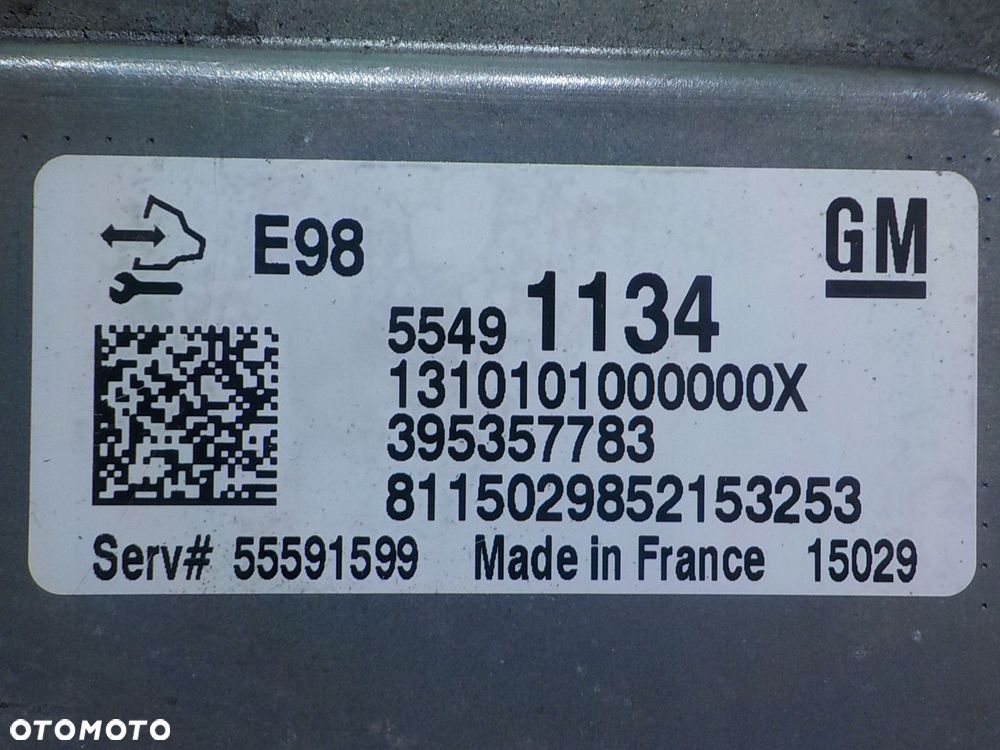 E98
GM
5549 1134
1310101000000X
395357783
8115029852153253
Serv# 55591599 Made in France 15029
OTOMOTO